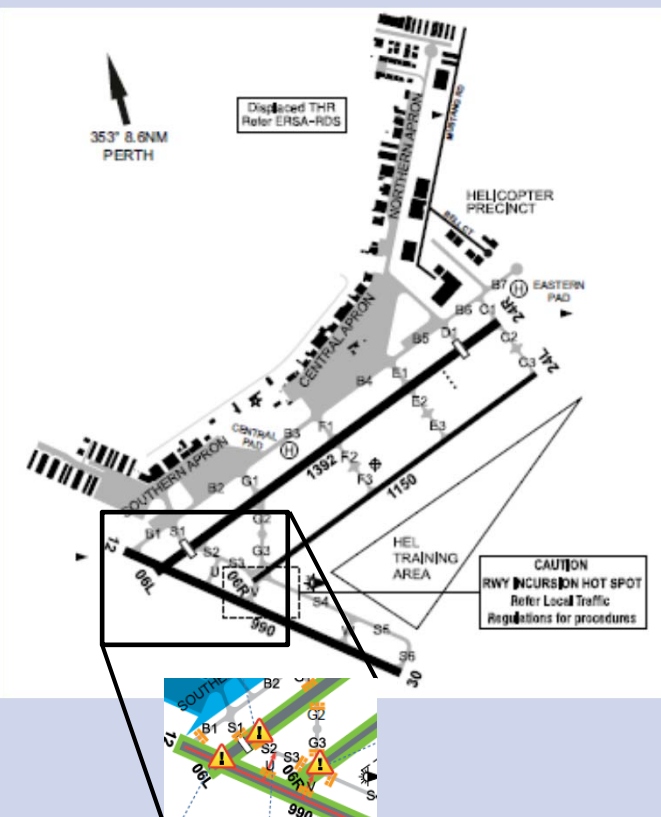 Displaced THR
Refer ERSA-RDS
353° 8.6NM
PERTH
MUSTANG RD
NORTHERN APRON
HELICOPTER
PRECINCT
BELL CT
B7
H
EASTERN
PAD
B6
C1
24R
D1
B5
C2
24L
C3
CENTRAL APRON
B4
E1
E2
E3
B3
F1
CENTRAL
PAD
H
1392
F2
F3
1150
SOUTHERN APRON
B2
G1
G2
G3
B1
S1
S2
S3
12
06L
U
06R
V
HEL
TRAINING
AREA
CAUTION
RWY INCURSION HOT SPOT
Refer Local Traffic
Regulations for procedures
S4
990
W
S5
S6
30
B2
B1
S1
G2
12
S2
S3
G3
U
06L
06R
V
990